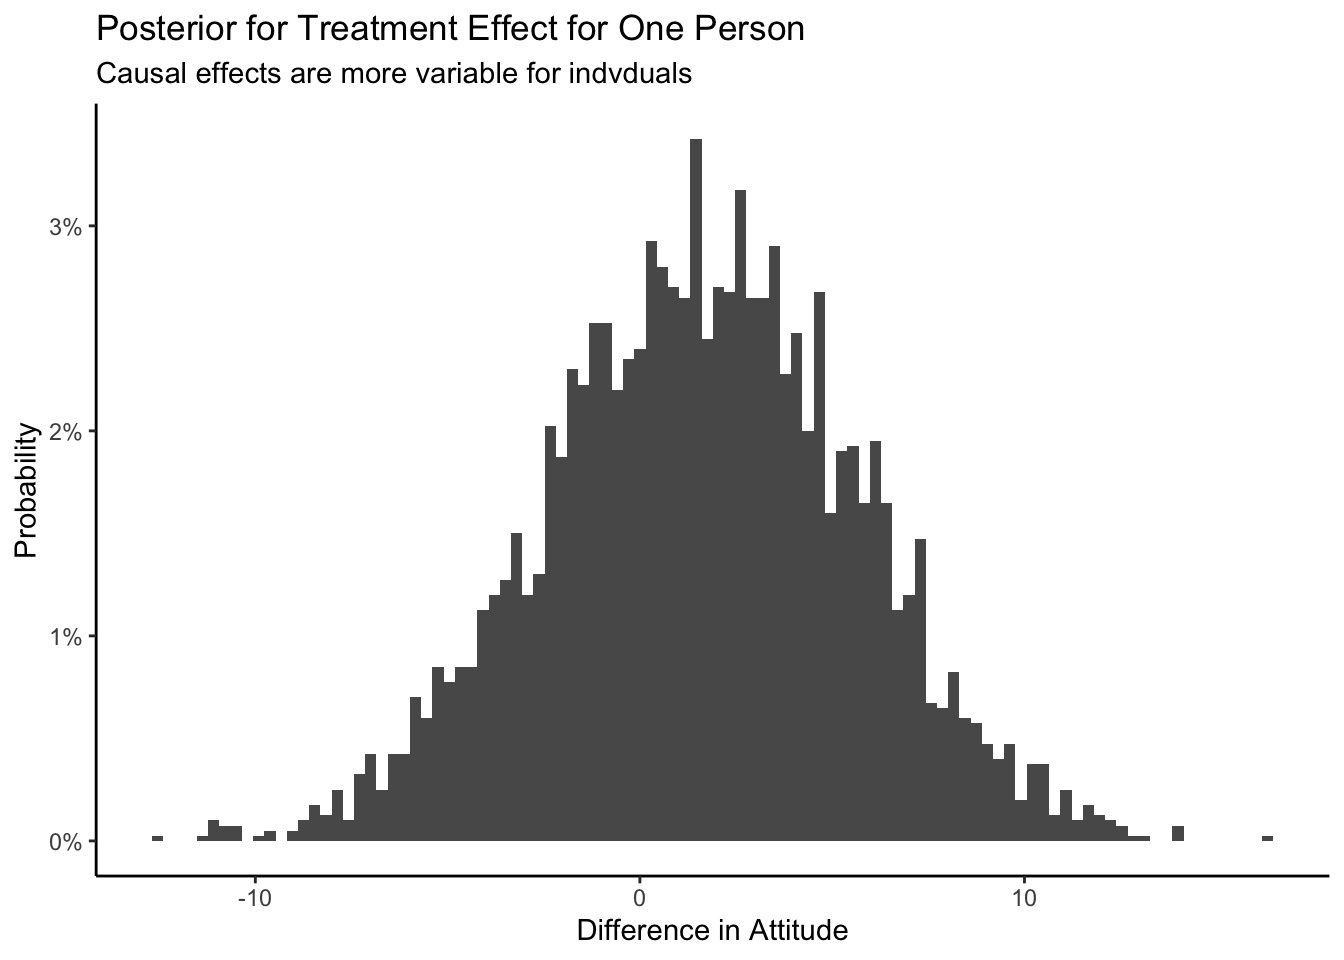 Posterior for Treatment Effect for One Person
Causal effects are more variable for indvduals
Probability
3%
2%
1%
0%
-10
0
10
Difference in Attitude